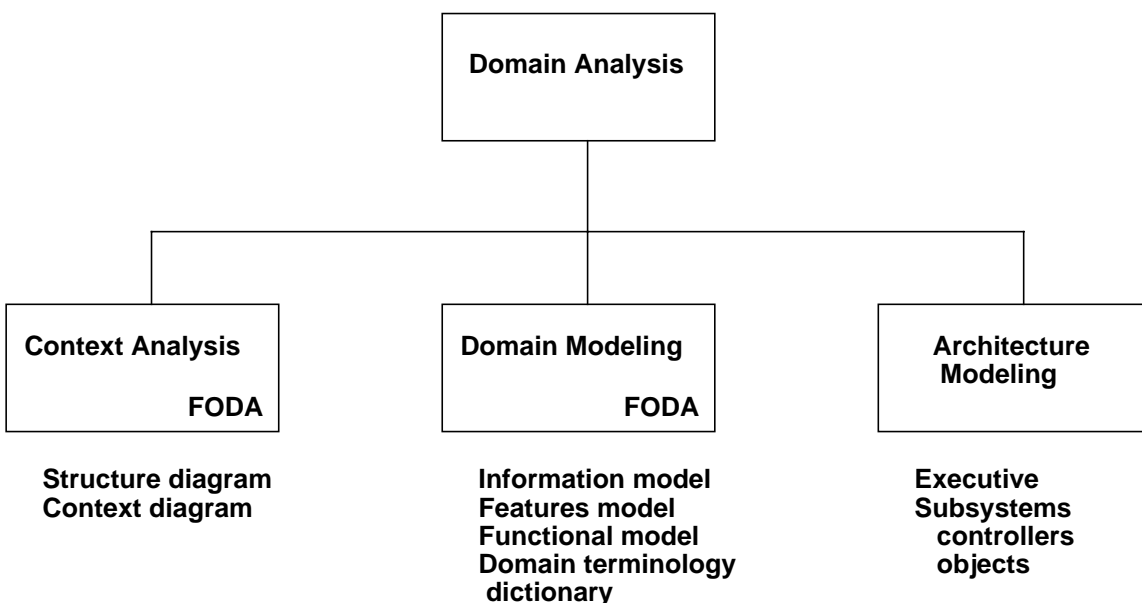 Domain Analysis
Context Analysis
FODA
Domain Modeling
FODA
Architecture
Modeling
Structure diagram
Context diagram
Information model
Features model
Functional model
Domain terminology
dictionary
Executive
Subsystems
controllers
objects